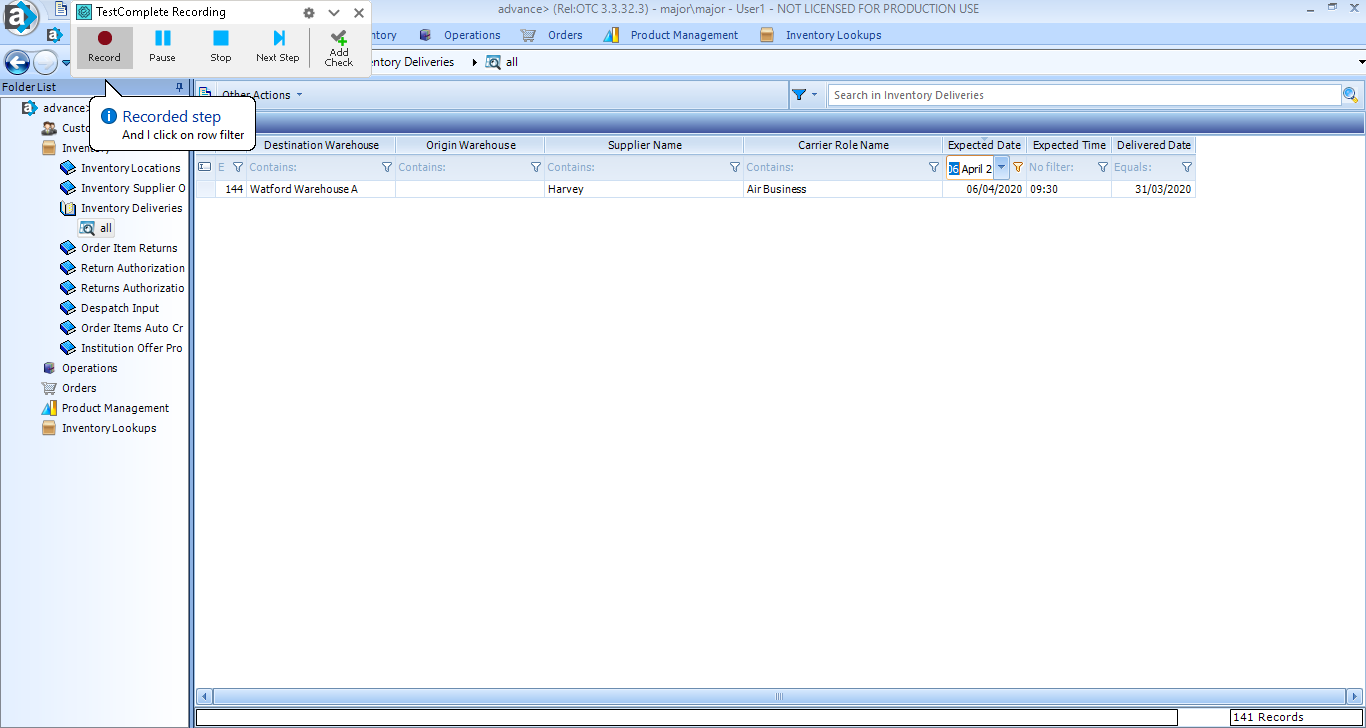 TestComplete Recording
advance> (Rel:OTC 3.3.32.3) - major\major - User1 - NOT LICENSED FOR PRODUCTION USE
Record
Pause
Stop
Next Step
Add
Check
ntory
Operations
Orders
Product Management
Inventory Lookups
entory Deliveries
all
Folder List
Other Actions
Search in Inventory Deliveries
Recorded step
And I click on row filter
advance>
Custo
Inventory
Inventory Locations
Inventory Supplier O
Inventory Deliveries
all
Order Item Returns
Return Authorization
Returns Authorizatio
Despatch Input
Order Items Auto Cr
Institution Offer Pro
Operations
Orders
Product Management
Inventory Lookups
Destination Warehouse Origin Warehouse Supplier Name Carrier Role Name Expected Date Expected Time Delivered Date
E Contains: Contains: Contains: Contains: 06 April 2 No filter: Equals:
144 Watford Warehouse A Harvey Air Business 06/04/2020 09:30 31/03/2020
141 Records